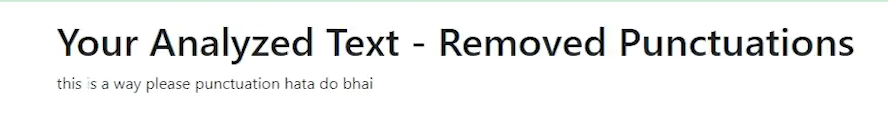 Your Analyzed Text - Removed Punctuations
this is a way please punctuation hata do bhai